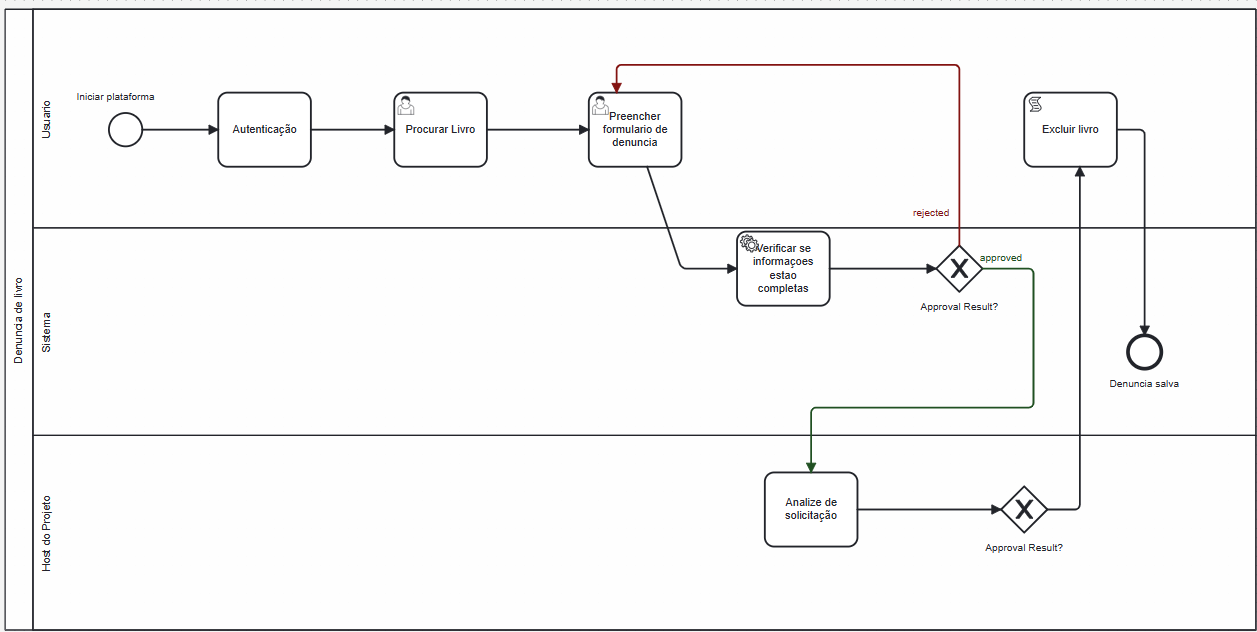 Denuncia de livro
Usuario
Iniciar plataforma
Autenticação
Procurar Livro
Preencher
formulario de
denuncia
Excluir livro
rejected
Sistema
Verificar se
informaçoes
estao
completas
approved
Approval Result?
Denuncia salva
Host do Projeto
Analize de
solicitação
Approval Result?